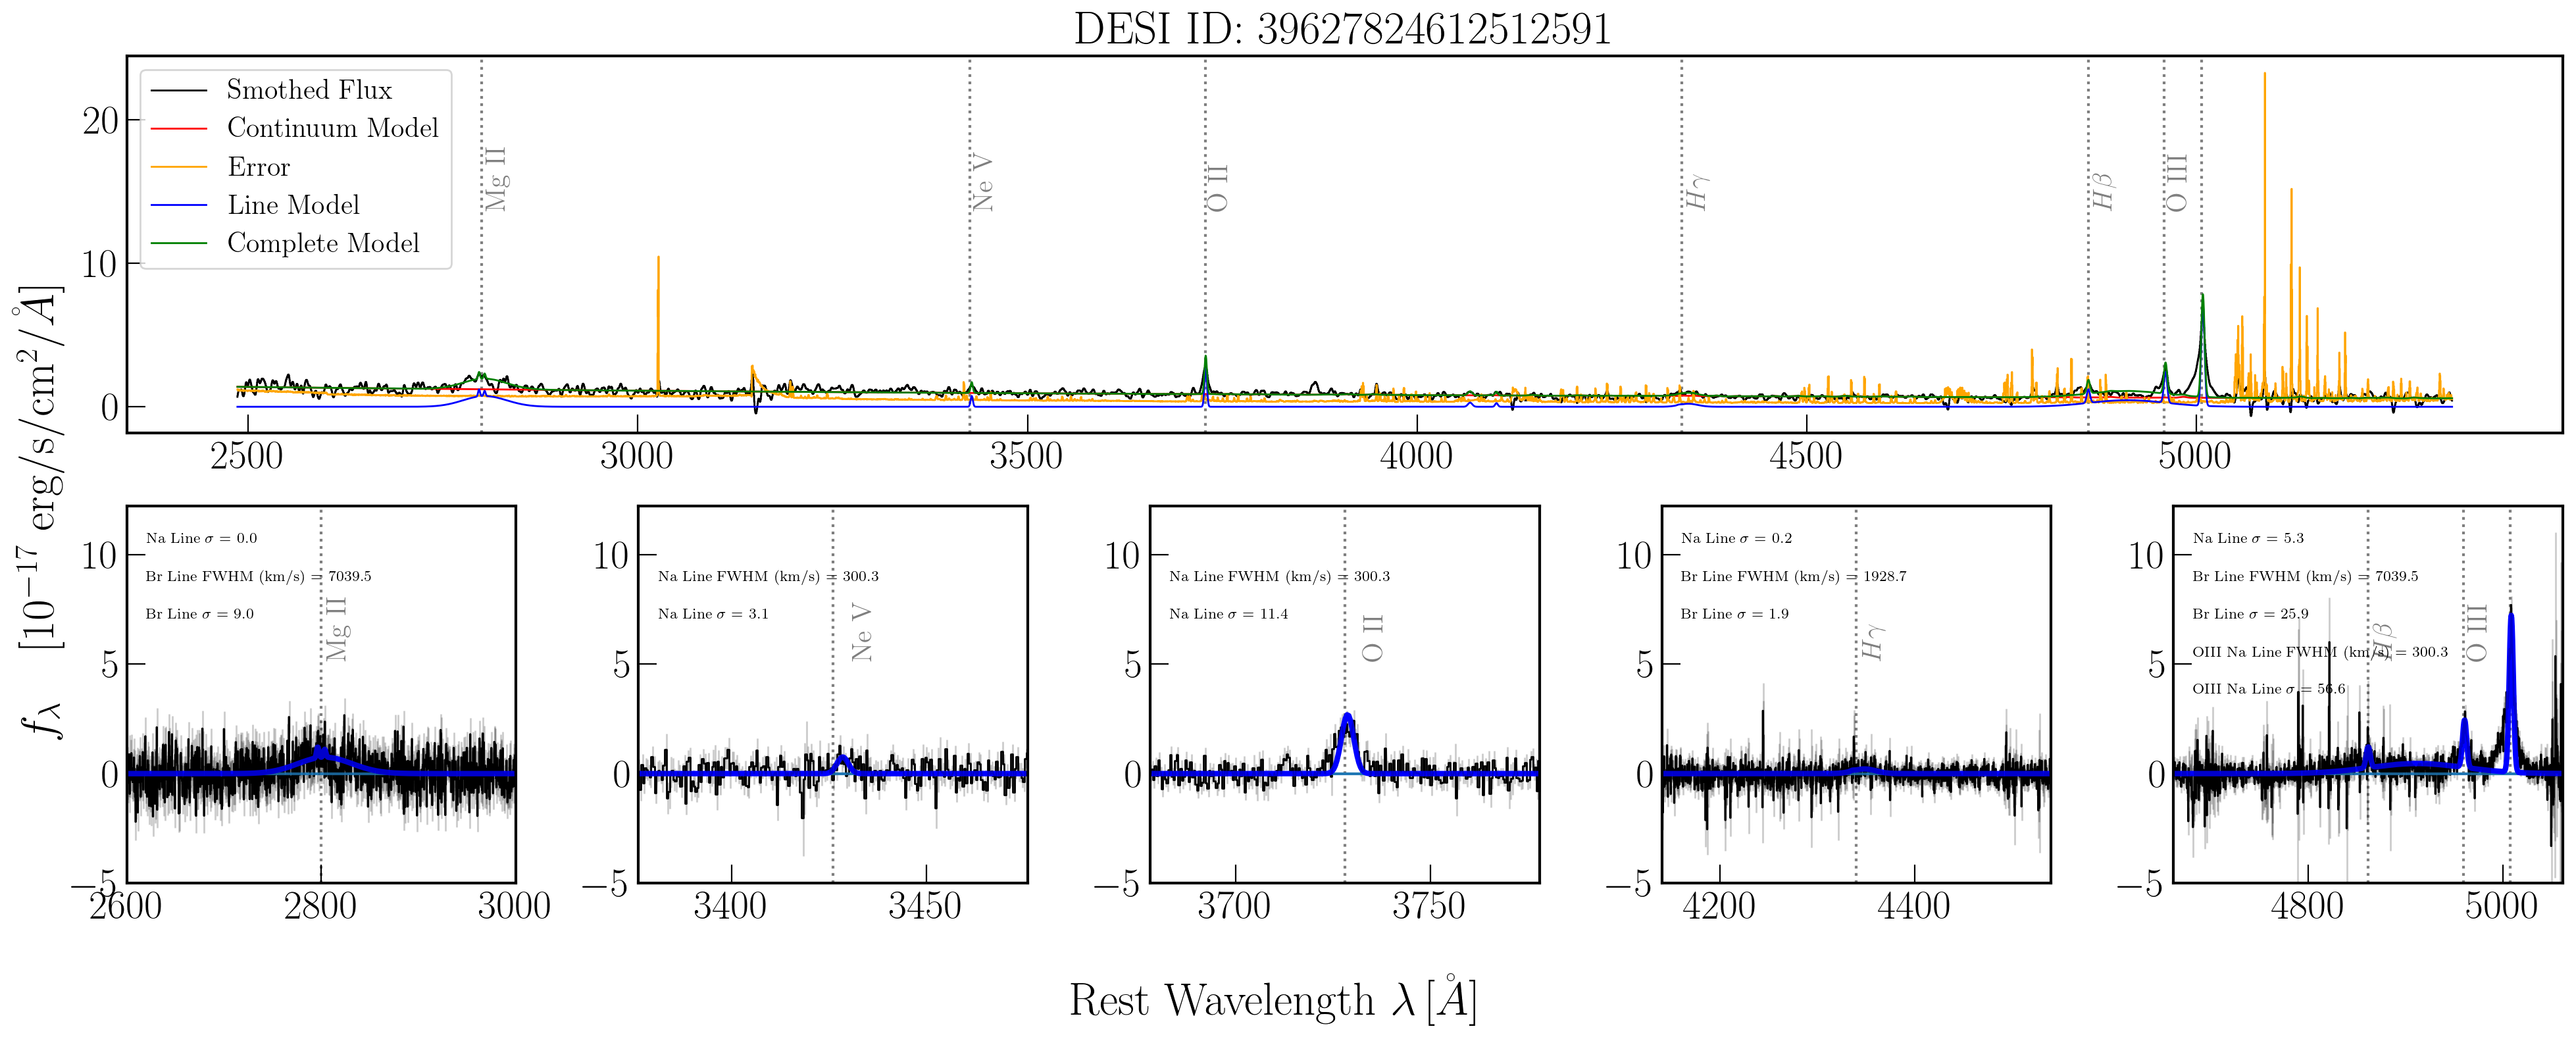 DESI ID: 39627824612512591
Smothed Flux
Continuum Model
Error
Line Model
Complete Model
Mg II
Ne V
O II
Hγ
Hβ
O III
20
10
0
2500 3000 3500 4000 4500 5000
f_λ [10^{-17} erg/s/cm^2/Å]
Na Line σ = 0.0
Br Line FWHM (km/s) = 7039.5
Br Line σ = 9.0
Mg II
10
5
0
−5
2600 2800 3000
Na Line FWHM (km/s) = 300.3
Na Line σ = 3.1
Ne V
10
5
0
−5
3400 3450
Na Line FWHM (km/s) = 300.3
Na Line σ = 11.4
O II
10
5
0
−5
3700 3750
Na Line σ = 0.2
Br Line FWHM (km/s) = 1928.7
Br Line σ = 1.9
Hγ
10
5
0
−5
4200 4400
Na Line σ = 5.3
Br Line FWHM (km/s) = 7039.5
Br Line σ = 25.9
OIII Na Line FWHM (km/s) = 300.3
OIII Na Line σ = 56.6
Hβ
O III
10
5
0
−5
4800 5000
Rest Wavelength λ [Å]